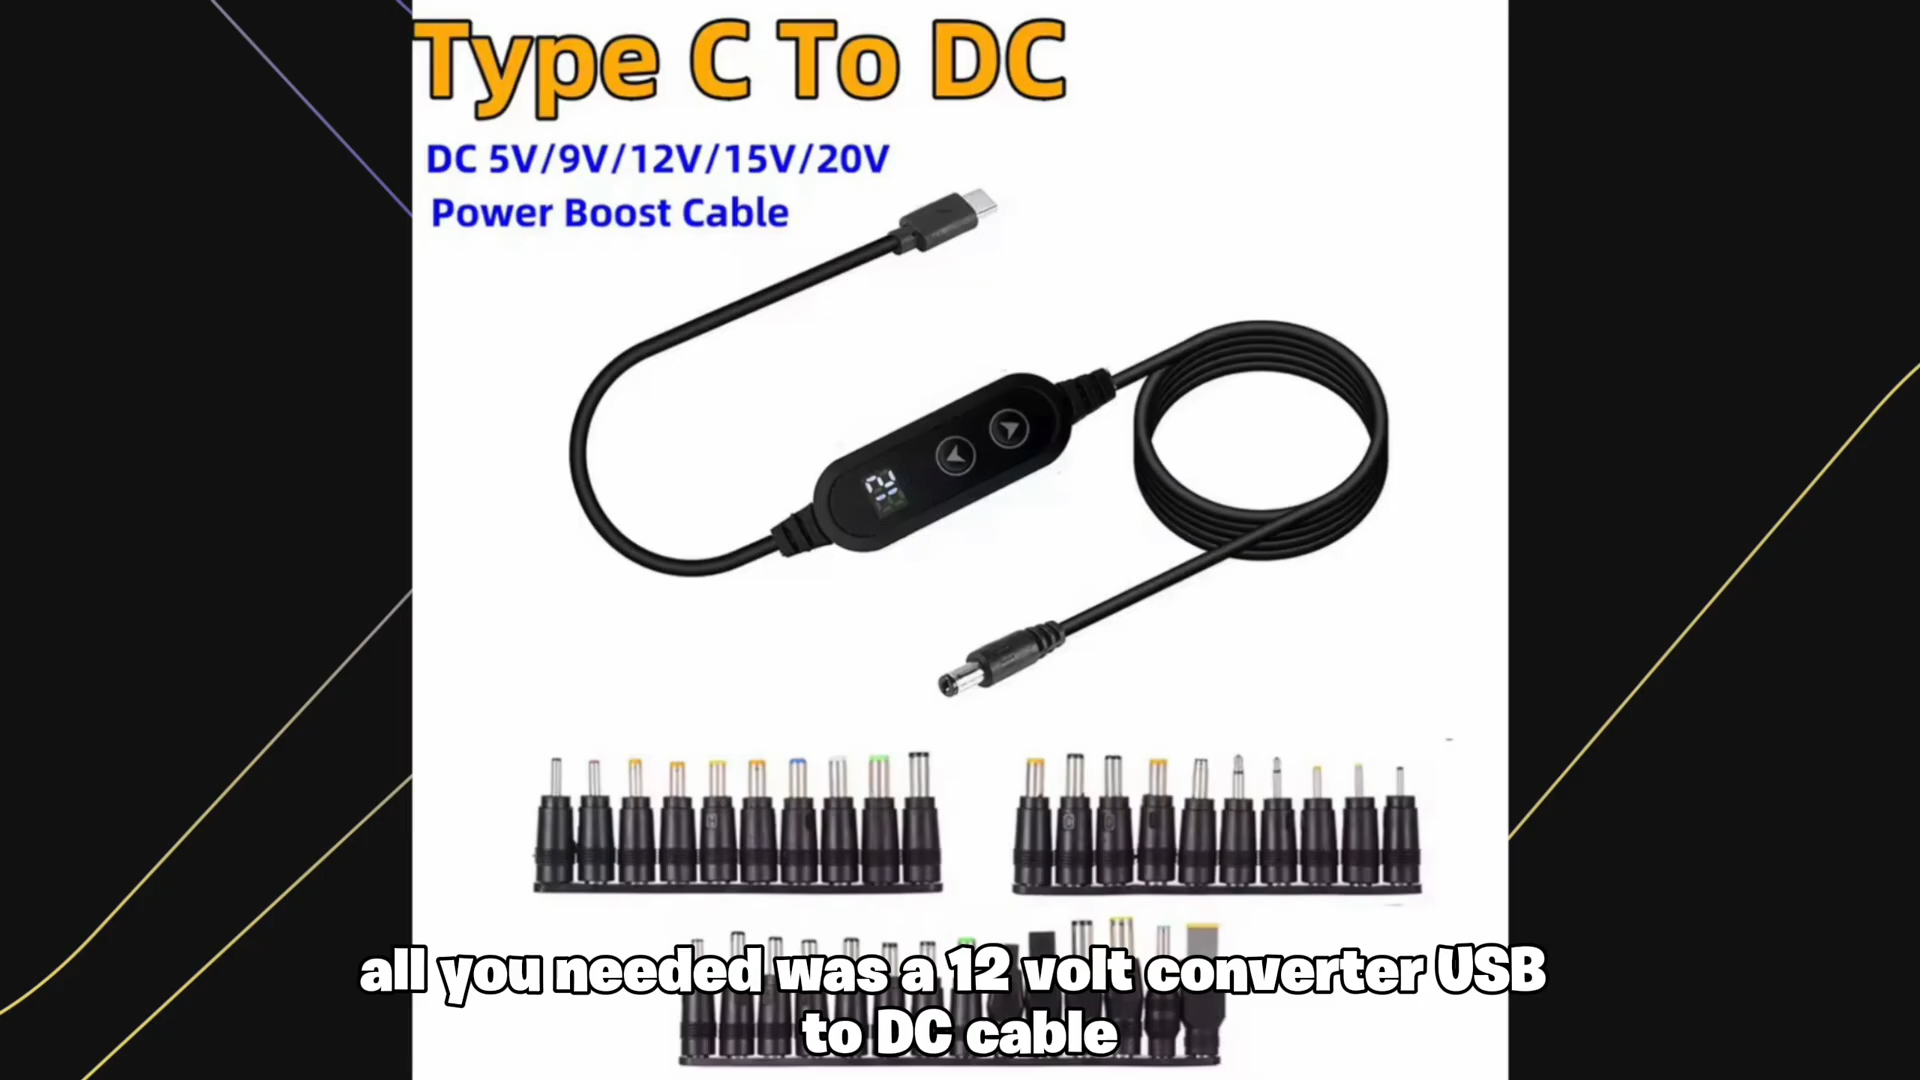 Type C To DC
DC 5V/9V/12V/15V/20V
Power Boost Cable
all you needed was a 12 volt converter USB
to DC cable